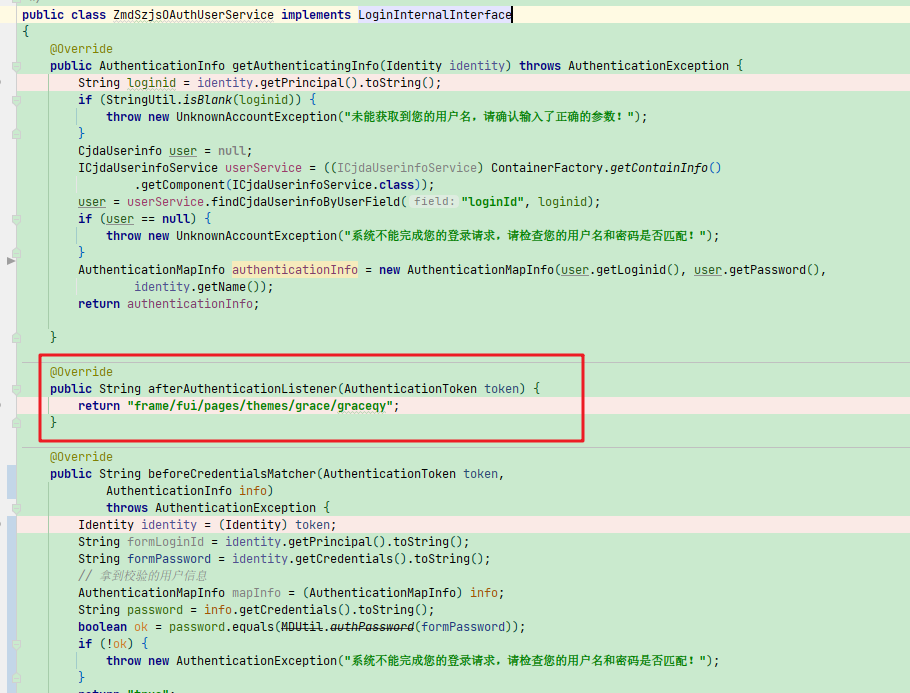 public class ZmdSzjsOAuthUserService implements LoginInternalInterface
{
@Override
public AuthenticationInfo getAuthenticatingInfo(Identity identity) throws AuthenticationException {
String loginid = identity.getPrincipal().toString();
if (StringUtil.isBlank(loginid)) {
throw new UnknownAccountException("未能获取到您的用户名，请确认输入了正确的参数！");
}
CjdaUserinfo user = null;
ICjdaUserinfoService userService = ((ICjdaUserinfoService) ContainerFactory.getContainInfo()
.getComponent(ICjdaUserinfoService.class));
user = userService.findCjdaUserinfoByUserField( field: "loginId", loginid);
if (user == null) {
throw new UnknownAccountException("系统不能完成您的登录请求，请检查您的用户名和密码是否匹配！");
}
AuthenticationMapInfo authenticationInfo = new AuthenticationMapInfo(user.getLoginid(), user.getPassword(),
identity.getName());
return authenticationInfo;
}
@Override
public String afterAuthenticationListener(AuthenticationToken token) {
return "frame/fui/pages/themes/grace/graceqy";
}
@Override
public String beforeCredentialsMatcher(AuthenticationToken token,
AuthenticationInfo info)
throws AuthenticationException {
Identity identity = (Identity) token;
String formLoginId = identity.getPrincipal().toString();
String formPassword = identity.getCredentials().toString();
// 拿到校验的用户信息
AuthenticationMapInfo mapInfo = (AuthenticationMapInfo) info;
String password = info.getCredentials().toString();
boolean ok = password.equals(MDUtil.authPassword(formPassword));
if (!ok) {
throw new AuthenticationException("系统不能完成您的登录请求，请检查您的用户名和密码是否匹配！");
}
return "true";